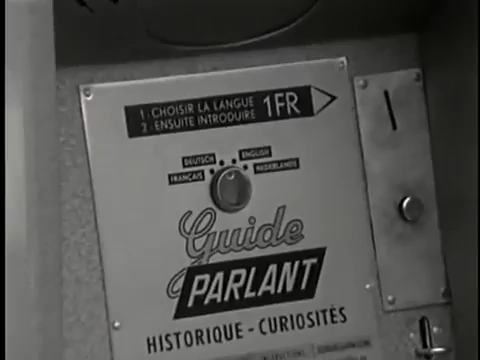 1 - CHOISIR LA LANGUE
2 - ENSUITE INTRODUIRE
1FR
DEUTSCH
ENGLISH
FRANÇAIS
NEDERLANDS
Guide
PARLANT
HISTORIQUE - CURIOSITÉS